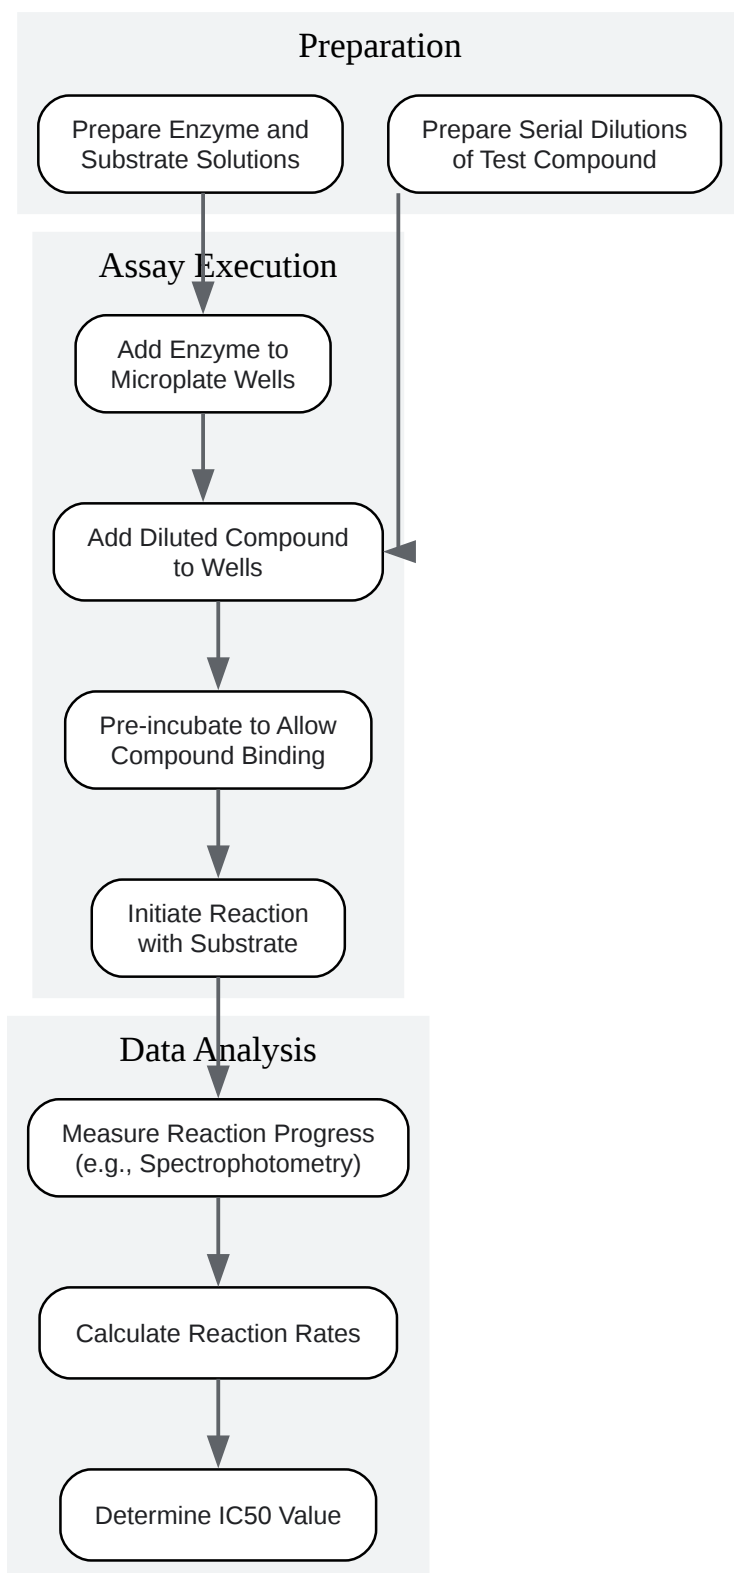 Preparation
Prepare Enzyme and
Substrate Solutions
Prepare Serial Dilutions
of Test Compound
Assay Execution
Add Enzyme to
Microplate Wells
Add Diluted Compound
to Wells
Pre-incubate to Allow
Compound Binding
Initiate Reaction
with Substrate
Data Analysis
Measure Reaction Progress
(e.g., Spectrophotometry)
Calculate Reaction Rates
Determine IC50 Value